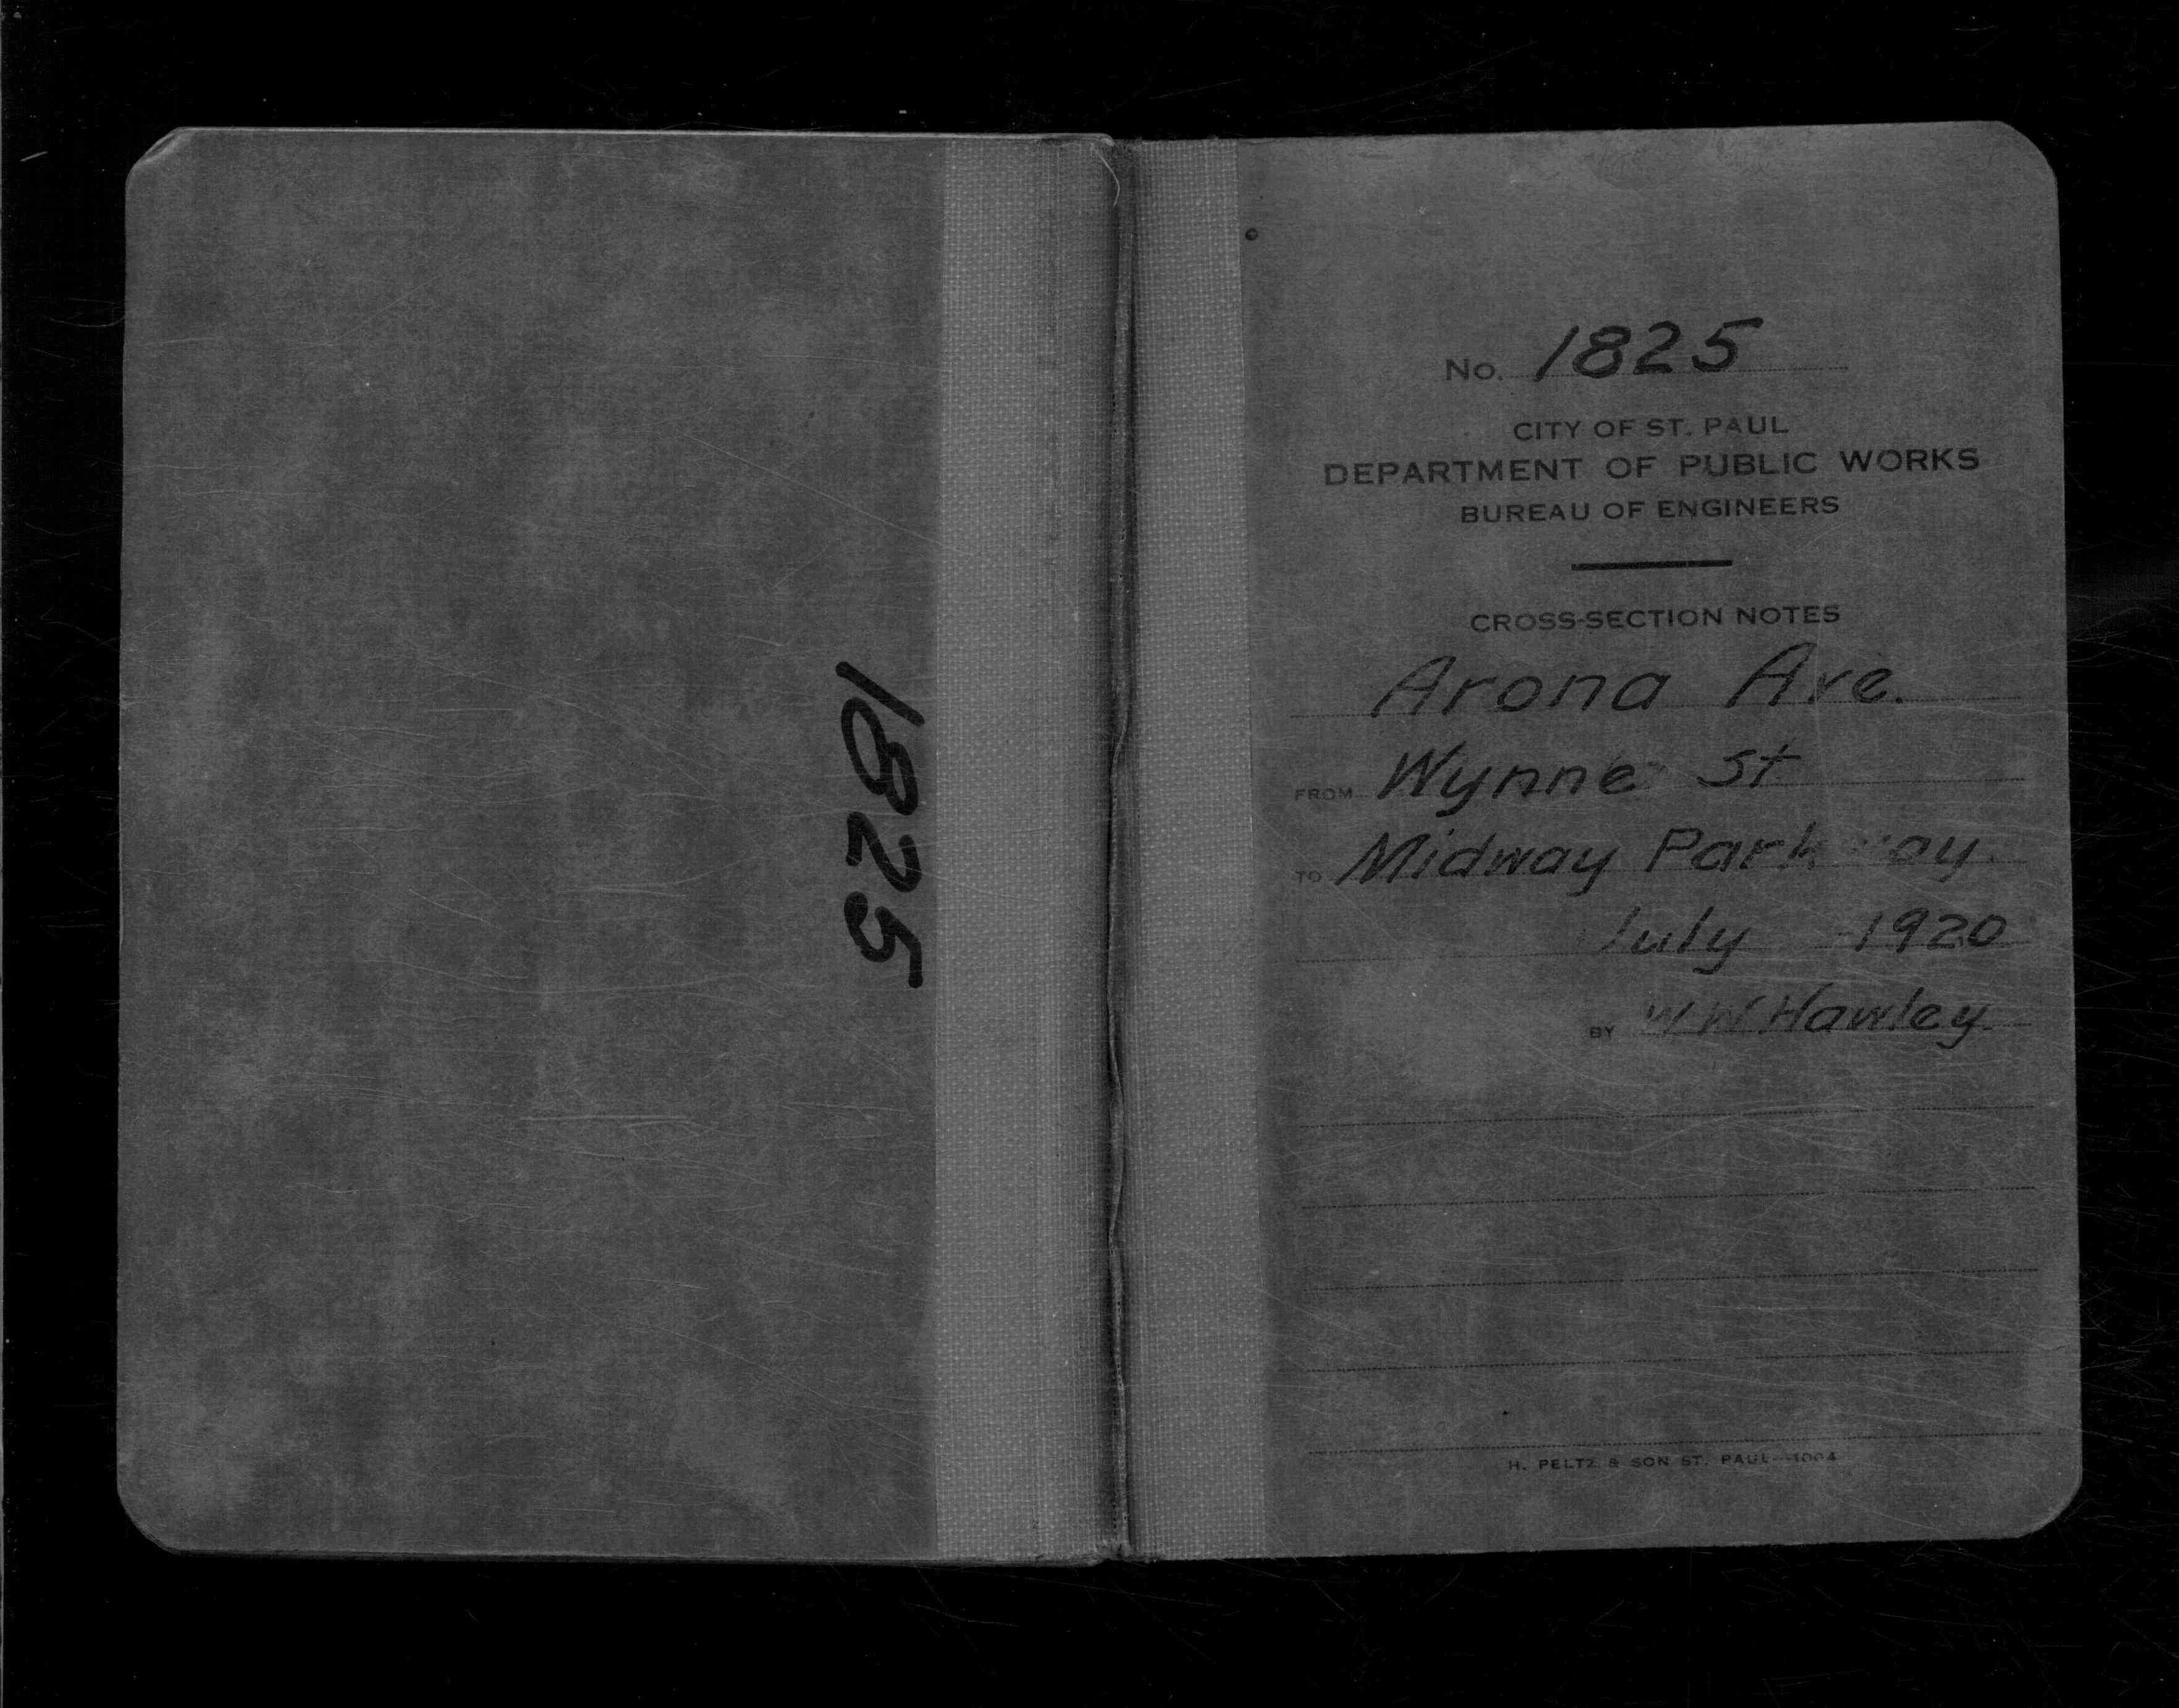 1825
No. 1825
CITY OF ST. PAUL
DEPARTMENT OF PUBLIC WORKS
BUREAU OF ENGINEERS
CROSS-SECTION NOTES
Arona Ave.
FROM Wynne St
TO Midway Parkway.
July 1920
BY W W Hawley.
H. PELTZ & SON ST. PAUL